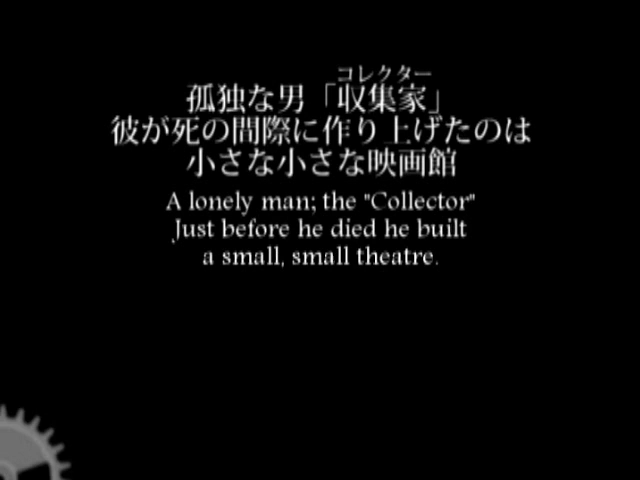 コレクター
孤独な男「収集家」
彼が死の間際に作り上げたのは
小さな小さな映画館
A lonely man; the "Collector"
Just before he died he built
a small, small theatre.